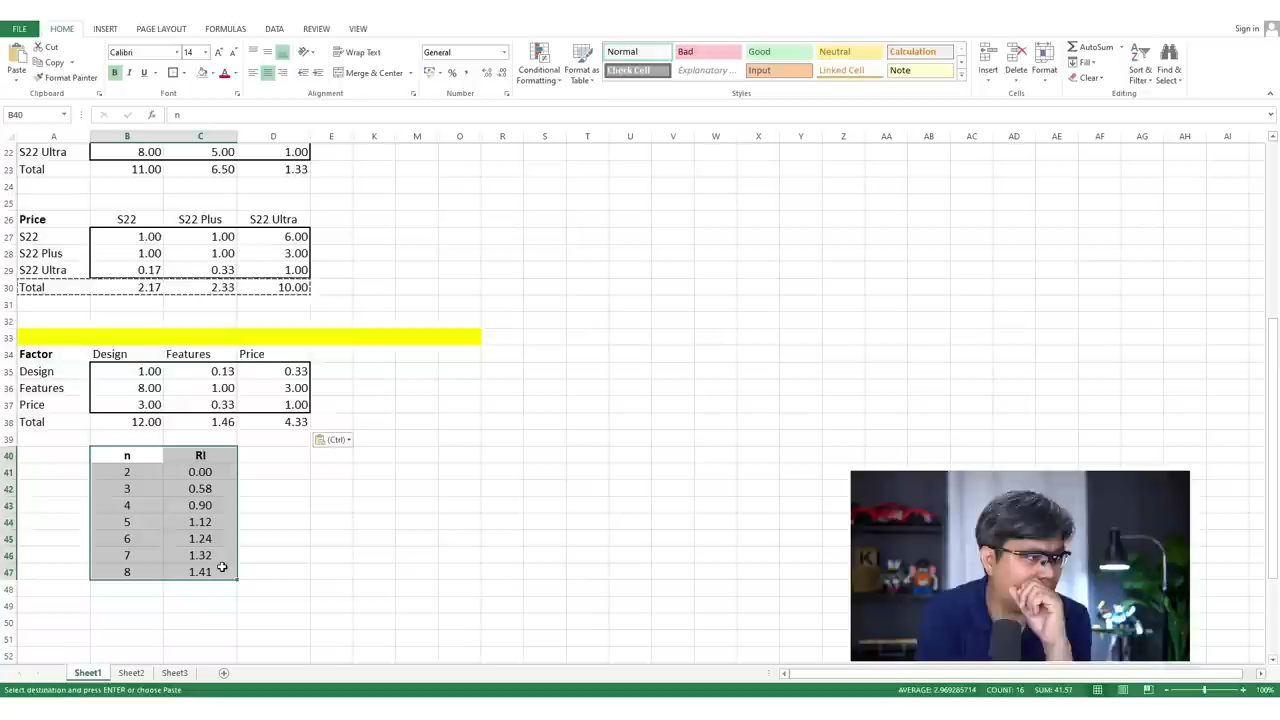 FILE HOME INSERT PAGE LAYOUT FORMULAS DATA REVIEW VIEW Sign in
Paste Cut Copy Format Painter Clipboard
Calibri 14 B I U Font
Wrap Text Merge & Center Alignment
General % Number
Conditional Formatting Format as Table
Normal Bad Good Neutral Calculation
Check Cell Explanatory ... Input Linked Cell Note
Styles
Insert Delete Format Cells
AutoSum Fill Clear Sort & Filter Find & Select Editing
B40 n
A B C D E K M O R S T U V W X Y Z AA AB AC AD AE AF AG AH AI
22 S22 Ultra 8.00 5.00 1.00
23 Total 11.00 6.50 1.33
24
25
26 Price S22 S22 Plus S22 Ultra
27 S22 1.00 1.00 6.00
28 S22 Plus 1.00 1.00 3.00
29 S22 Ultra 0.17 0.33 1.00
30 Total 2.17 2.33 10.00
31
32
33
34 Factor Design Features Price
35 Design 1.00 0.13 0.33
36 Features 8.00 1.00 3.00
37 Price 3.00 0.33 1.00
38 Total 12.00 1.46 4.33
39 (Ctrl)
40 n RI
41 2 0.00
42 3 0.58
43 4 0.90
44 5 1.12
45 6 1.24
46 7 1.32
47 8 1.41
48
49
50
51
52
Sheet1 Sheet2 Sheet3
Select destination and press ENTER or choose Paste AVERAGE: 2.969285714 COUNT: 16 SUM: 41.57 100%